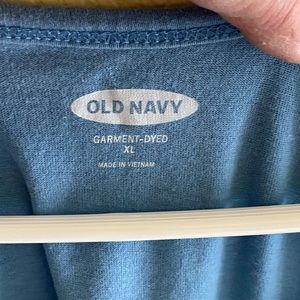 OLD NAVY
GARMENT-DYED
XL
MADE IN VIETNAM